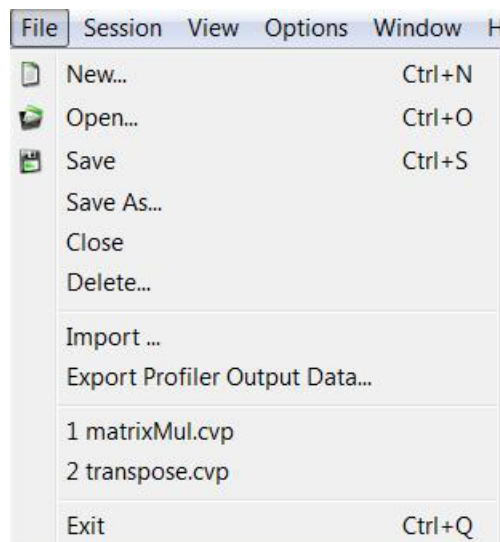 File Session View Options Window
New... Ctrl+N
Open... Ctrl+O
Save Ctrl+S
Save As...
Close
Delete...
Import ...
Export Profiler Output Data...
1 matrixMul.cvp
2 transpose.cvp
Exit Ctrl+Q